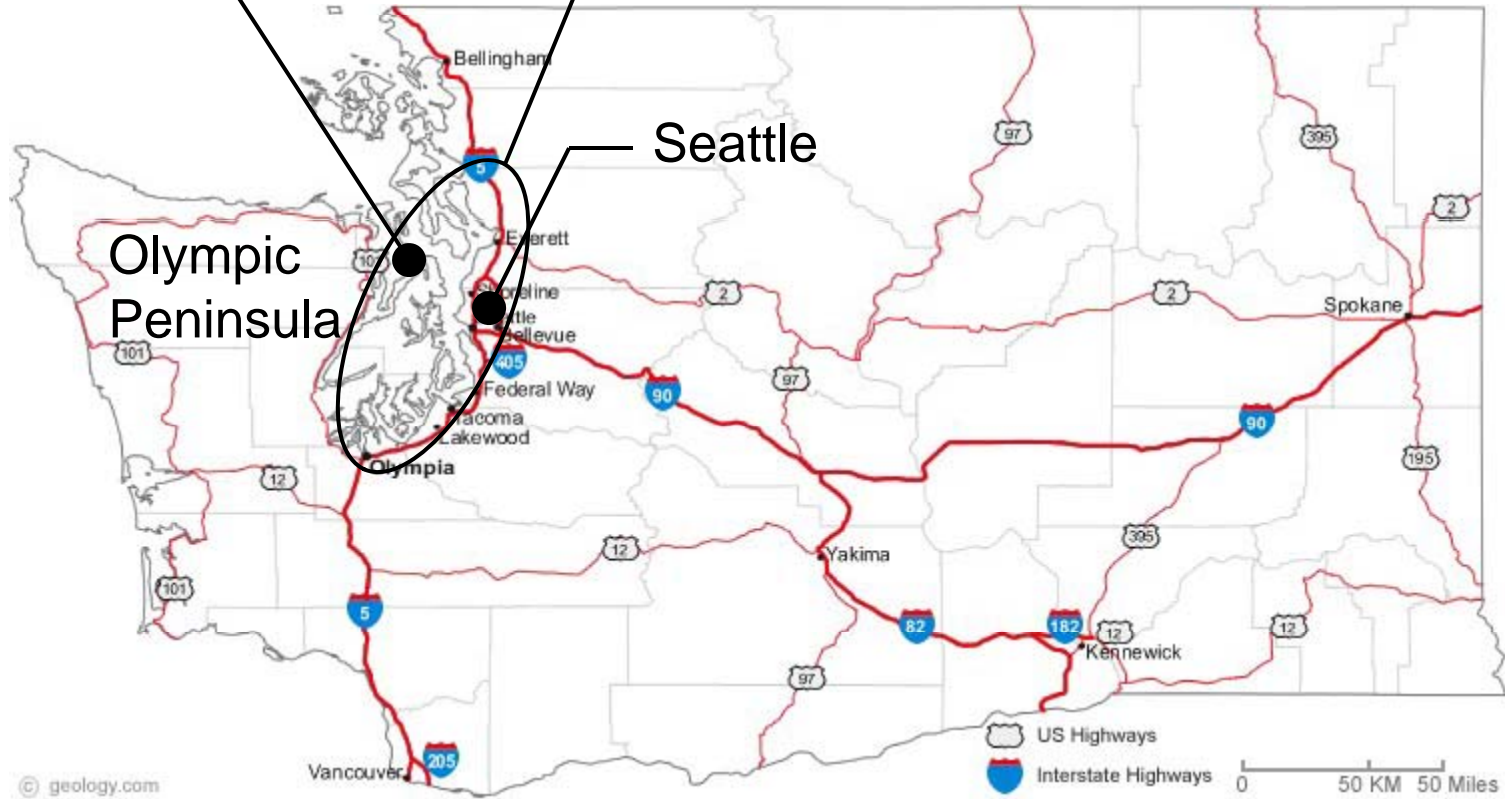 Bellingham
97
395
Seattle
5
2
Everett
Olympic
Peninsula
101
Shoreline
2
2
Spokane
Bellevue
101
405
97
90
Federal Way
90
Tacoma
Lakewood
Olympia
195
12
395
12
Yakima
101
5
82
182
12
12
Kennewick
97
US Highways
205
Vancouver
Interstate Highways
0
50 KM
50 Miles
© geology.com